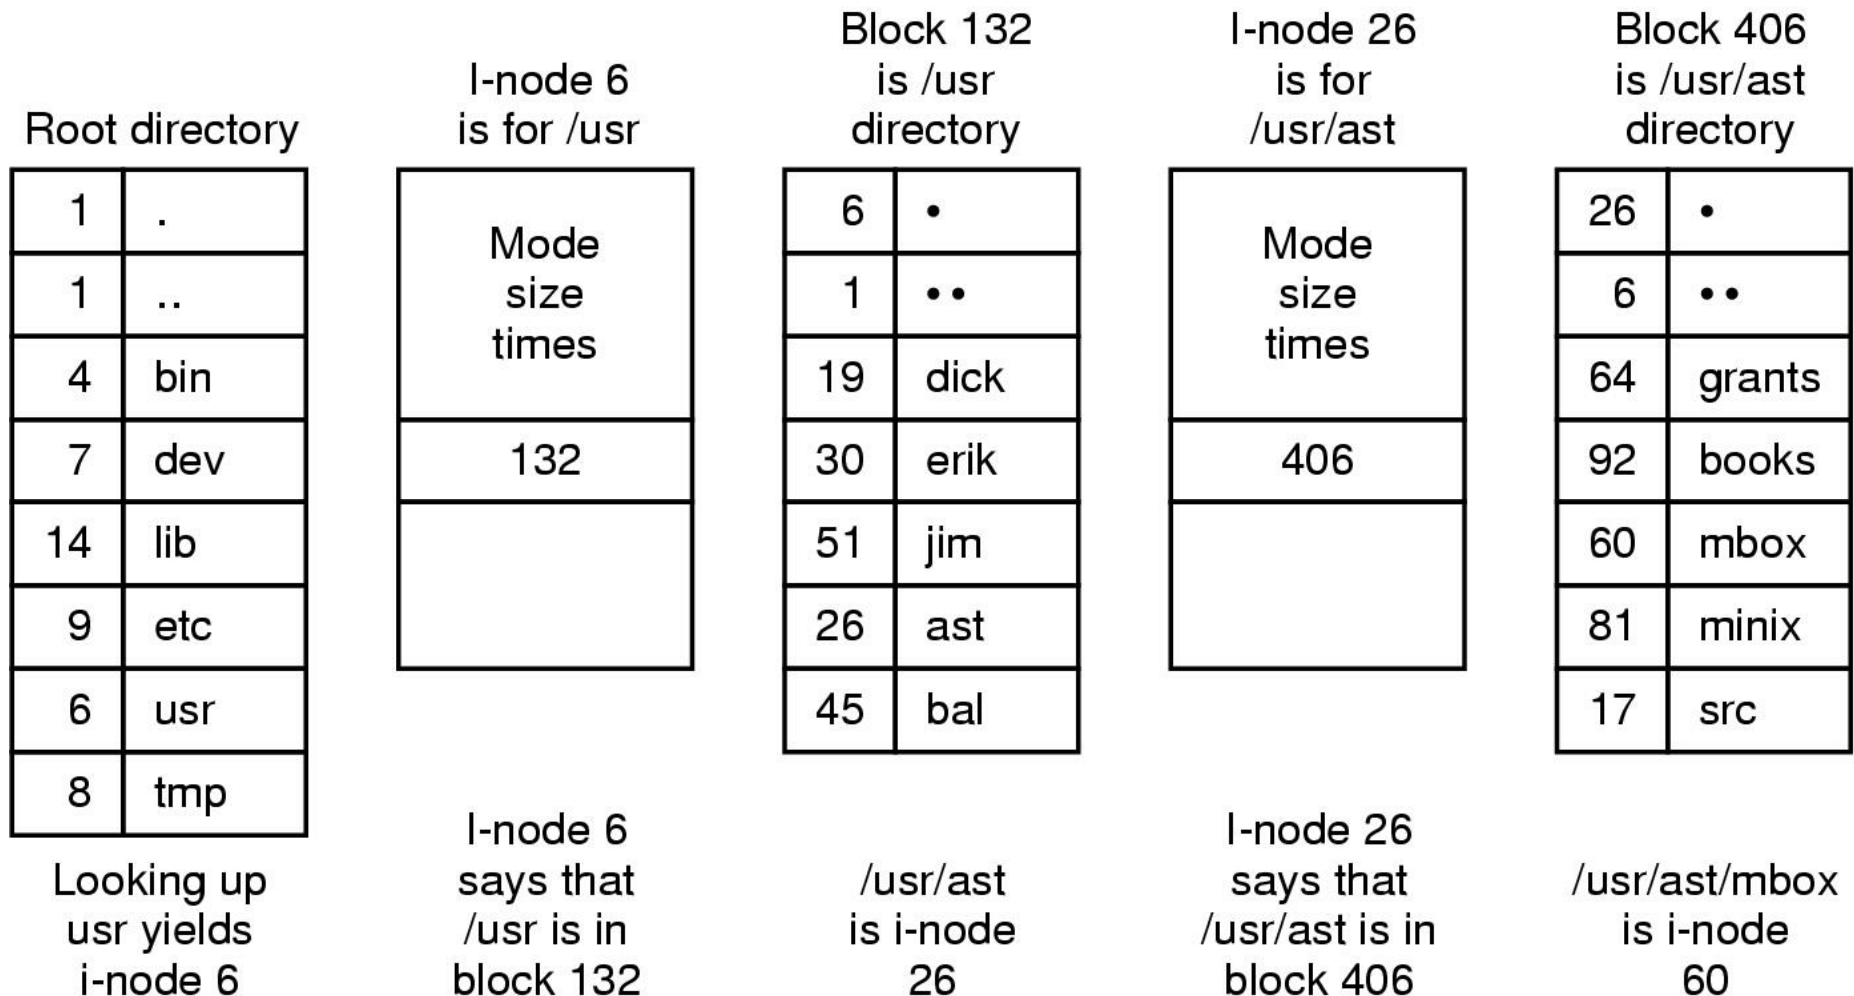 Root directory
1 .
1 ..
4 bin
7 dev
14 lib
9 etc
6 usr
8 tmp
Looking up
usr yields
i-node 6
I-node 6
is for /usr
Mode
size
times
132
I-node 6
says that
/usr is in
block 132
Block 132
is /usr
directory
6 •
1 ••
19 dick
30 erik
51 jim
26 ast
45 bal
/usr/ast
is i-node
26
I-node 26
is for
/usr/ast
Mode
size
times
406
I-node 26
says that
/usr/ast is in
block 406
Block 406
is /usr/ast
directory
26 •
6 ••
64 grants
92 books
60 mbox
81 minix
17 src
/usr/ast/mbox
is i-node
60